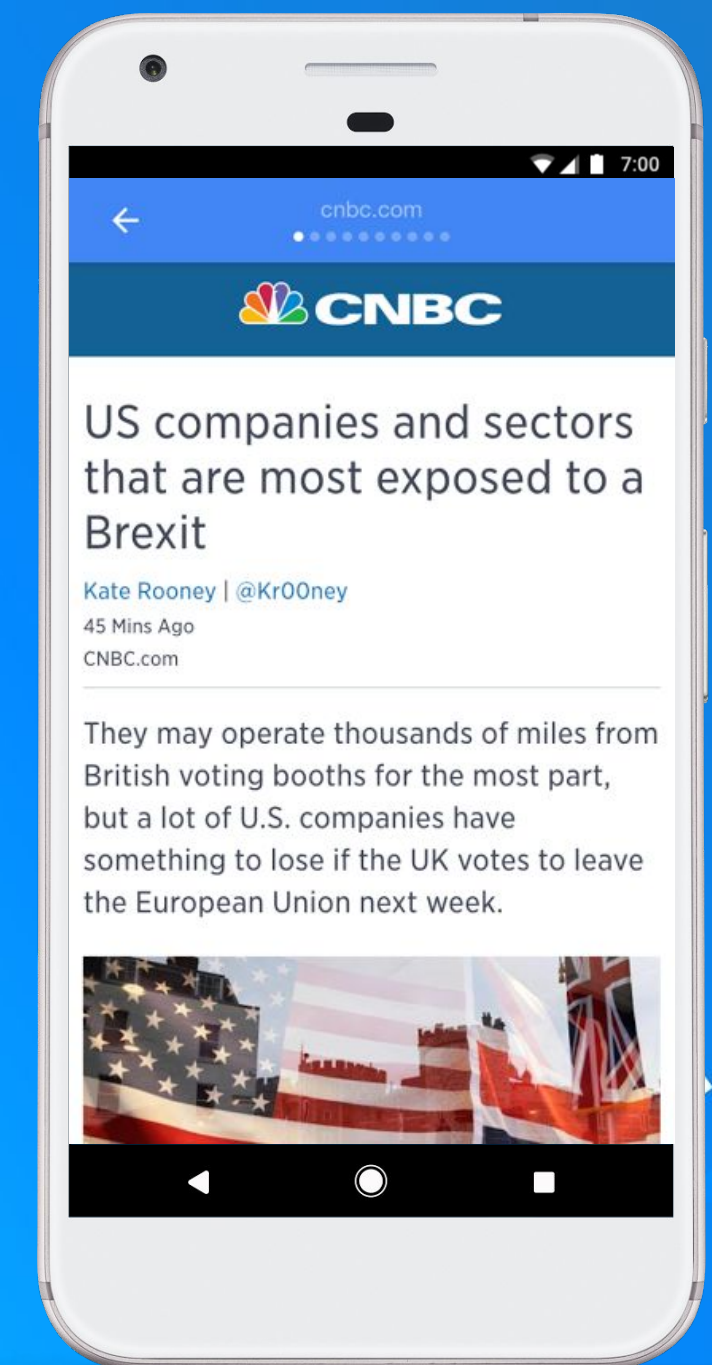 7:00
cnbc.com
CNBC
US companies and sectors
that are most exposed to a
Brexit
Kate Rooney | @Kr00ney
45 Mins Ago
CNBC.com
They may operate thousands of miles from
British voting booths for the most part,
but a lot of U.S. companies have
something to lose if the UK votes to leave
the European Union next week.